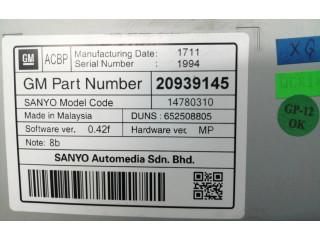 GM ACBP Manufacturing Date: 1711
Serial Number : 1994
GM Part Number 20939145
SANYO Model Code 14780310
Made in Malaysia DUNS : 652508805
Software ver. 0.42f Hardware ver. MP
Note: 8b
SANYO Automedia Sdn. Bhd.
XG
GP-12
OK